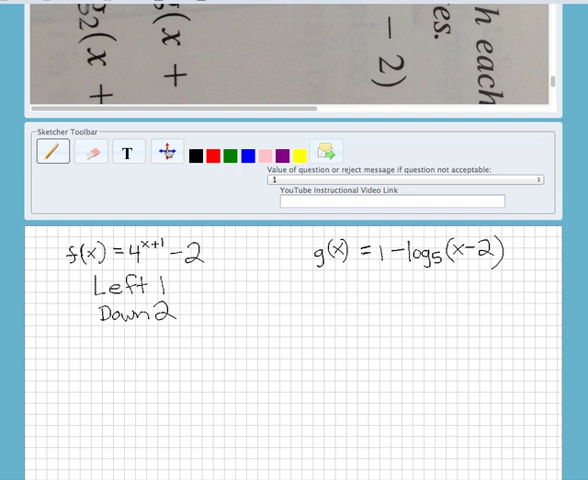 h each
es.
- 2)
(x +
52(x +
Sketcher Toolbar
T
Value of question or reject message if question not acceptable:
1
YouTube Instructional Video Link
f(x) = 4^x+1 - 2
Left 1
Down 2
g(x) = 1 - log5(x-2)